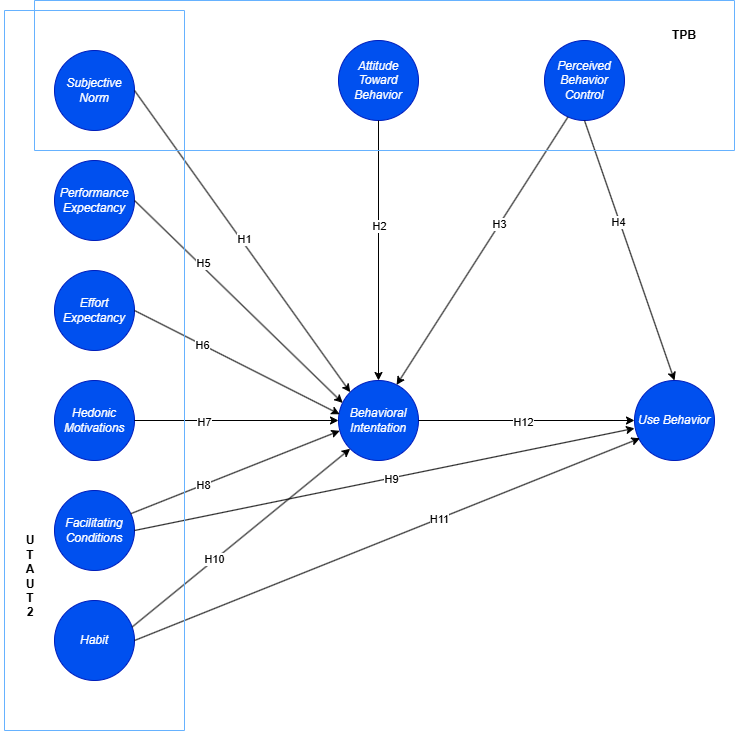 TPB
Subjective
Norm
Attitude
Toward
Behavior
Perceived
Behavior
Control
Performance
Expectancy
H1
H2
H3
H4
H5
Effort
Expectancy
H6
Hedonic
Motivations
H7
Behavioral
Intentation
H12
Use Behavior
H8
H9
Facilitating
Conditions
H11
U
T
A
U
T
2
H10
Habit